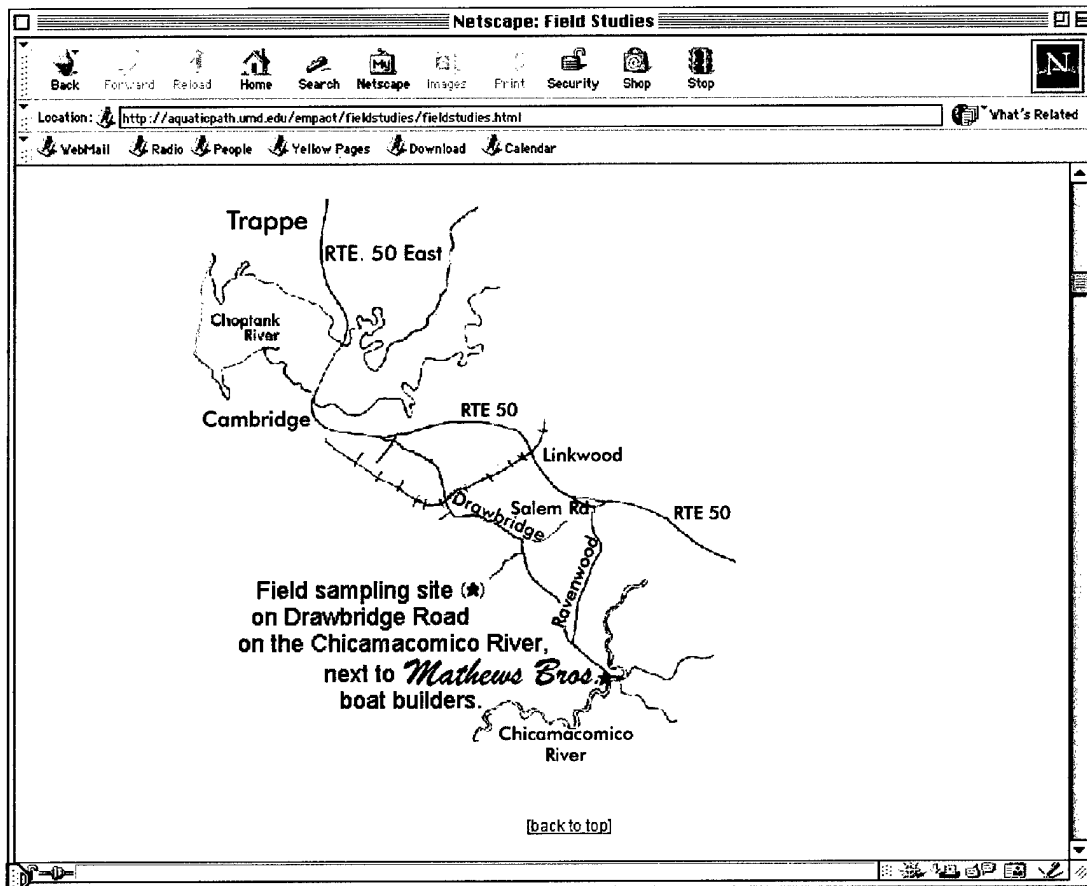 Netscape: Field Studies
Back Forward Reload Home Search Netscape Images Print Security Shop Stop
My
N
Location: http://aquaticpath.umd.edu/empact/fieldstudies/fieldstudies.html What's Related
WebMail Radio People Yellow Pages Download Calendar
Trappe
RTE. 50 East
Choptank
River
Cambridge
RTE 50
Linkwood
Drawbridge
Salem Rd.
RTE 50
Ravenwood
Field sampling site (★)
on Drawbridge Road
on the Chicamacomico River,
next to Mathews Bros.
boat builders.
Chicamacomico
River
[back to top]